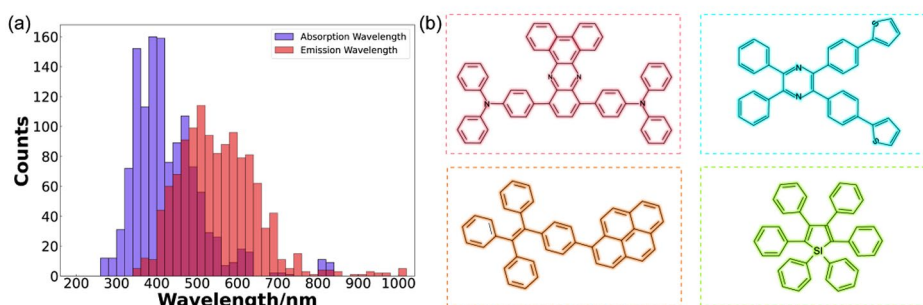 (a)
160
140
120
100
80
60
40
20
0
Counts
Absorption Wavelength
Emission Wavelength
200 300 400 500 600 700 800 900 1000
Wavelength/nm
(b)
N
N
N
N
N
N
S
S
Si